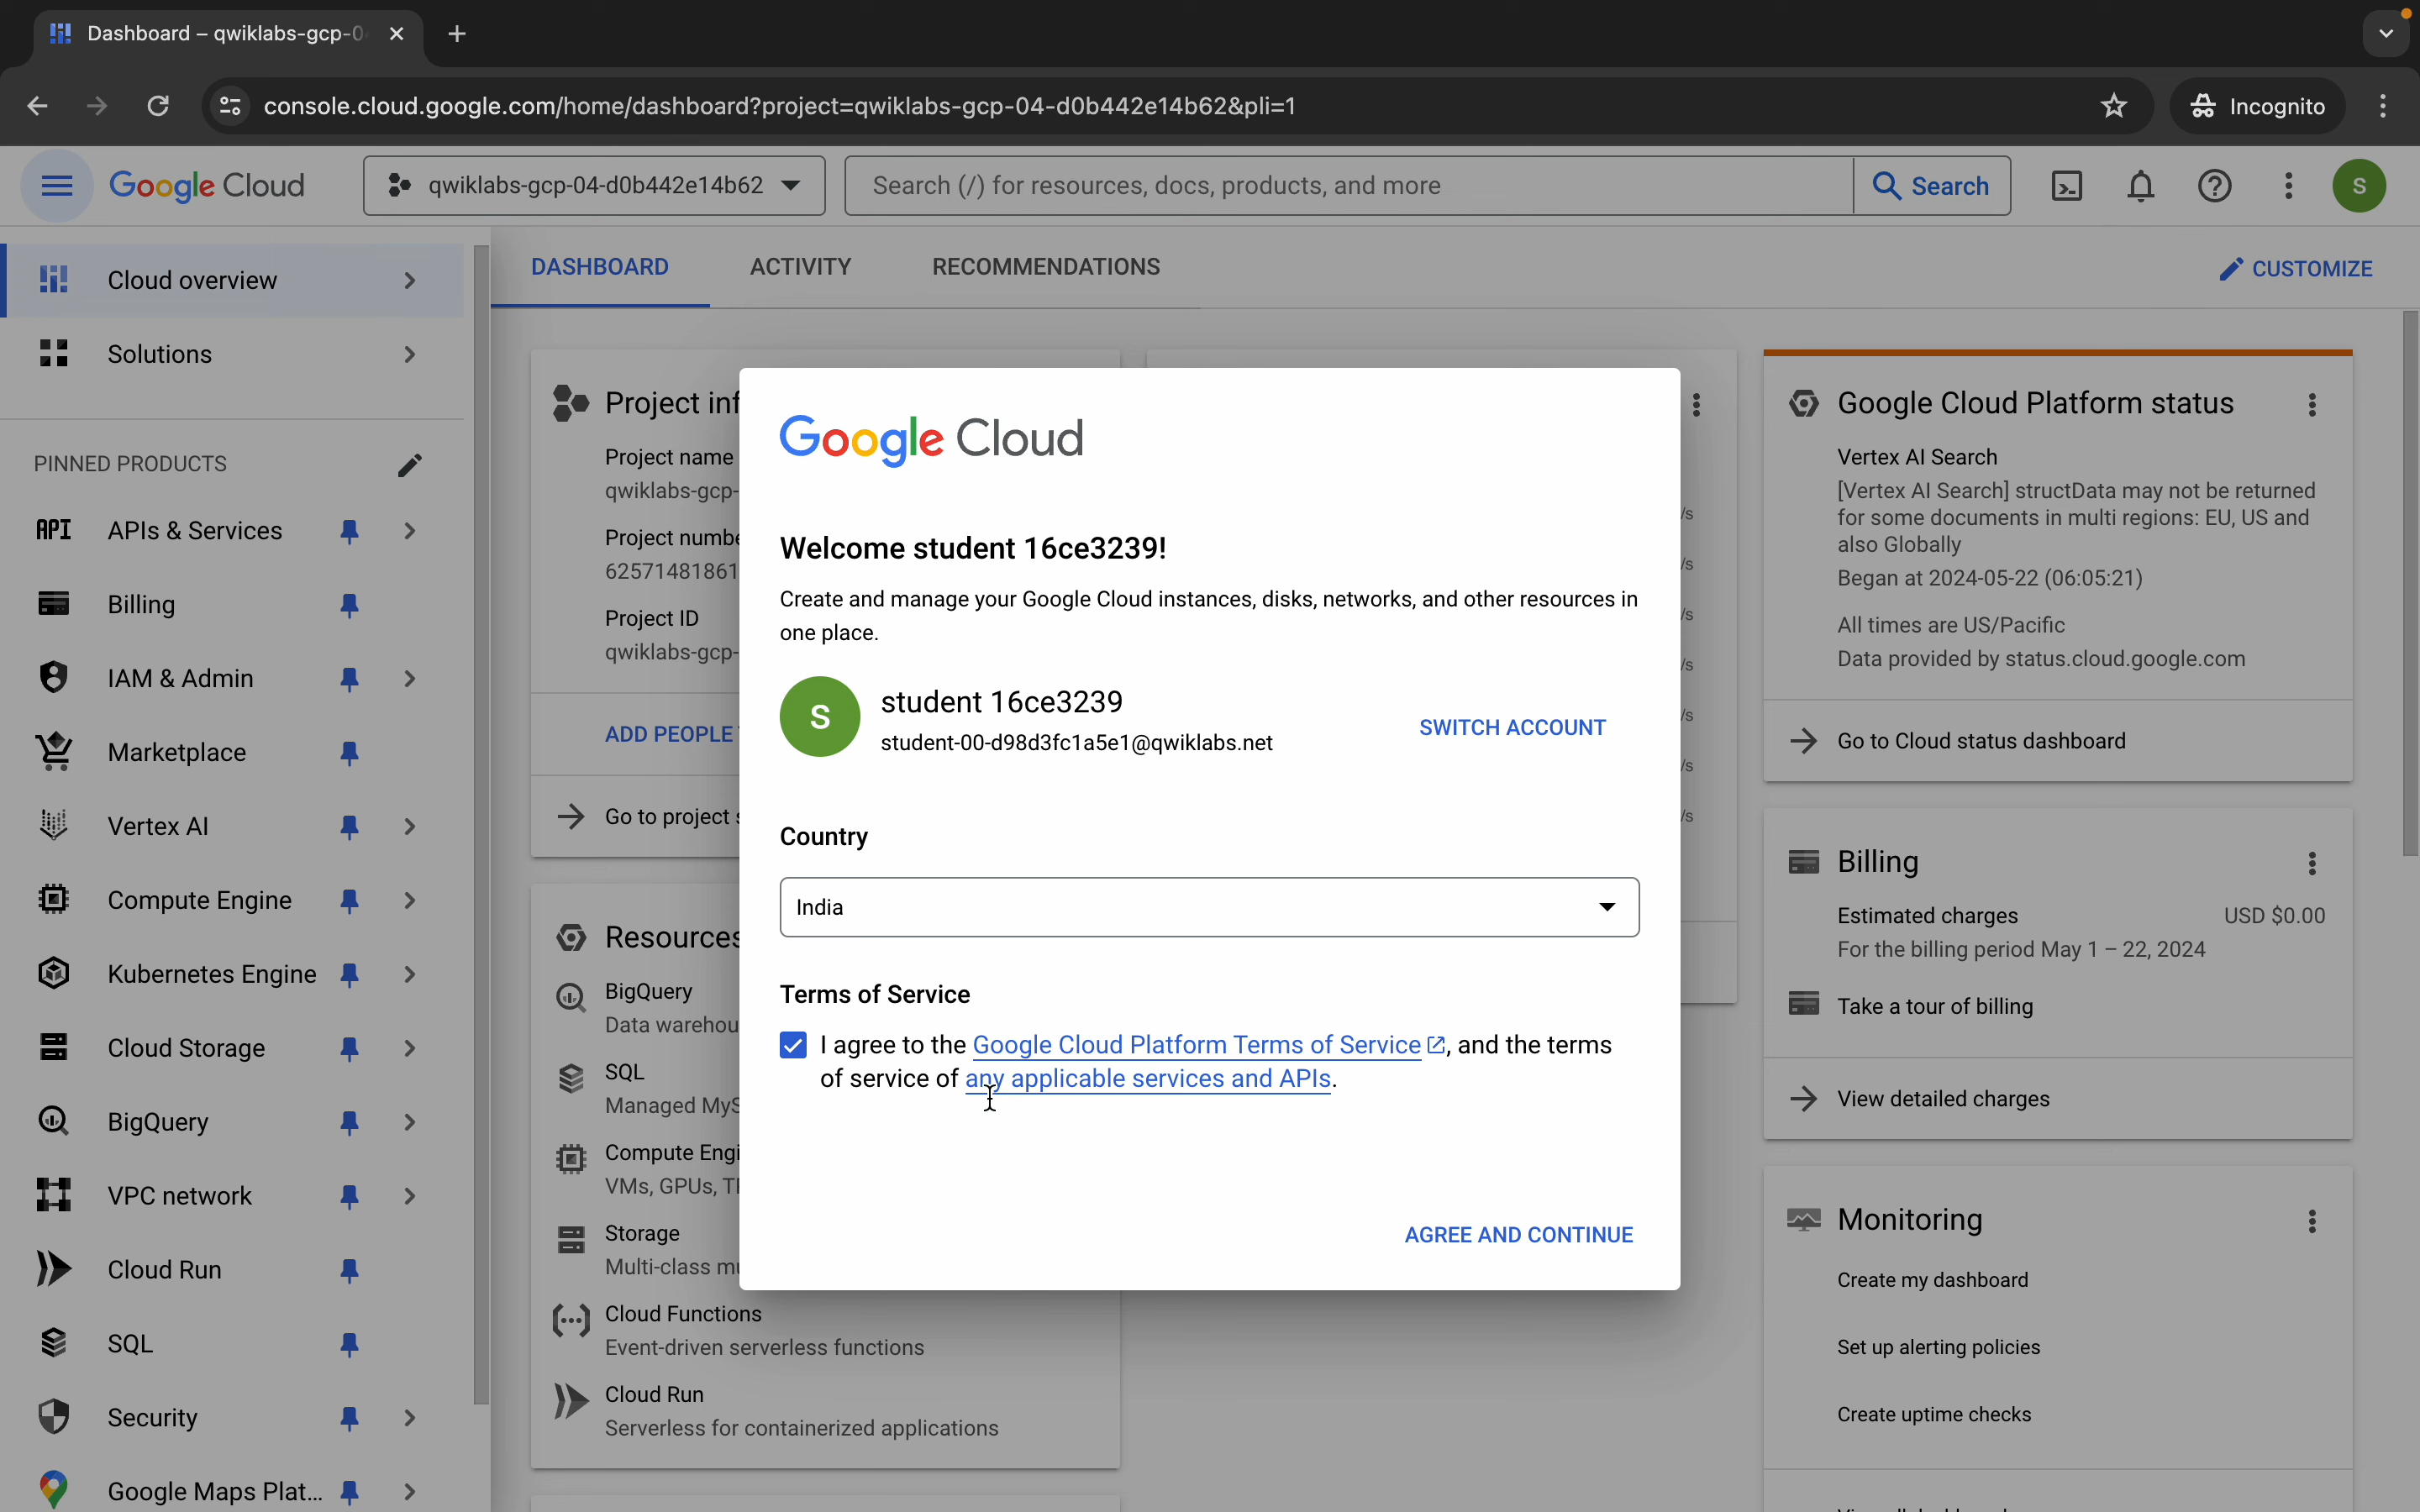 Dashboard – qwiklabs-gcp-0
console.cloud.google.com/home/dashboard?project=qwiklabs-gcp-04-d0b442e14b62&pli=1
Incognito
Google Cloud
qwiklabs-gcp-04-d0b442e14b62
Search (/) for resources, docs, products, and more
Search
S
Cloud overview
Solutions
PINNED PRODUCTS
API APIs & Services
Billing
IAM & Admin
Marketplace
Vertex AI
Compute Engine
Kubernetes Engine
Cloud Storage
BigQuery
VPC network
Cloud Run
SQL
Security
Google Maps Plat...
DASHBOARD
ACTIVITY
RECOMMENDATIONS
CUSTOMIZE
Project inf
Project name
qwiklabs-gcp-
Project numbe
62571481861
Project ID
qwiklabs-gcp-
ADD PEOPLE
Go to project s
Resources
BigQuery
Data warehou
SQL
Managed MyS
Compute Engi
VMs, GPUs, T
Storage
Multi-class mu
Cloud Functions
Event-driven serverless functions
Cloud Run
Serverless for containerized applications
/s
/s
/s
/s
/s
/s
/s
Google Cloud
Welcome student 16ce3239!
Create and manage your Google Cloud instances, disks, networks, and other resources in
one place.
S
student 16ce3239
student-00-d98d3fc1a5e1@qwiklabs.net
SWITCH ACCOUNT
Country
India
Terms of Service
I agree to the Google Cloud Platform Terms of Service, and the terms
of service of any applicable services and APIs.
AGREE AND CONTINUE
Google Cloud Platform status
Vertex AI Search
[Vertex AI Search] structData may not be returned
for some documents in multi regions: EU, US and
also Globally
Began at 2024-05-22 (06:05:21)
All times are US/Pacific
Data provided by status.cloud.google.com
Go to Cloud status dashboard
Billing
Estimated charges USD $0.00
For the billing period May 1 – 22, 2024
Take a tour of billing
View detailed charges
Monitoring
Create my dashboard
Set up alerting policies
Create uptime checks